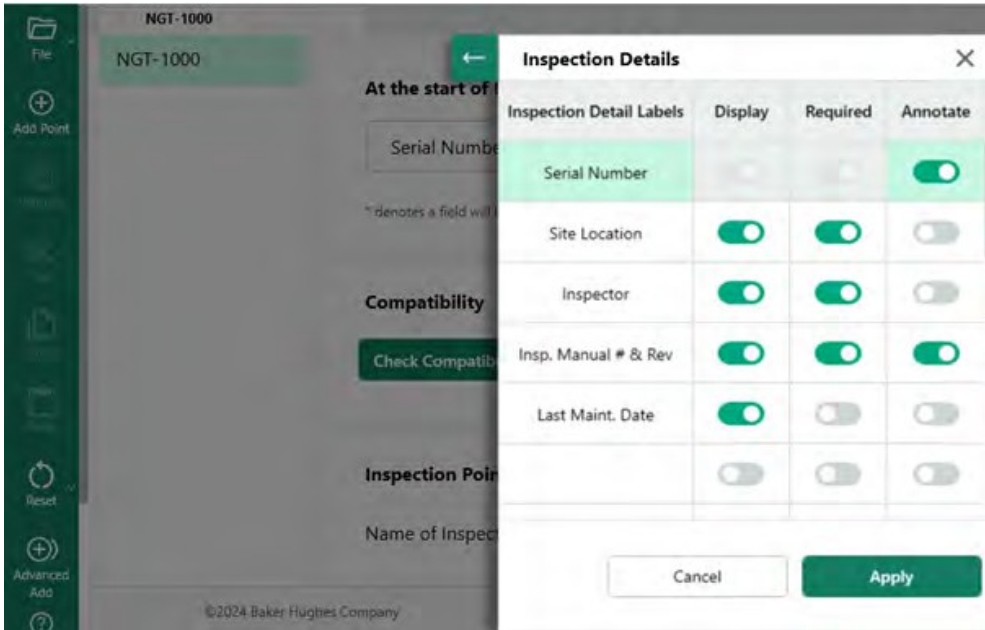 NGT-1000
File
NGT-1000
Add Point
Reset
Advanced
Add
At the start of
Serial Numbe
* denotes a field will
Compatibility
Check Compatib
Inspection Poin
Name of Inspec
©2024 Baker Hughes Company
Inspection Details
Inspection Detail Labels Display Required Annotate
Serial Number
Site Location
Inspector
Insp. Manual # & Rev
Last Maint. Date
Cancel Apply